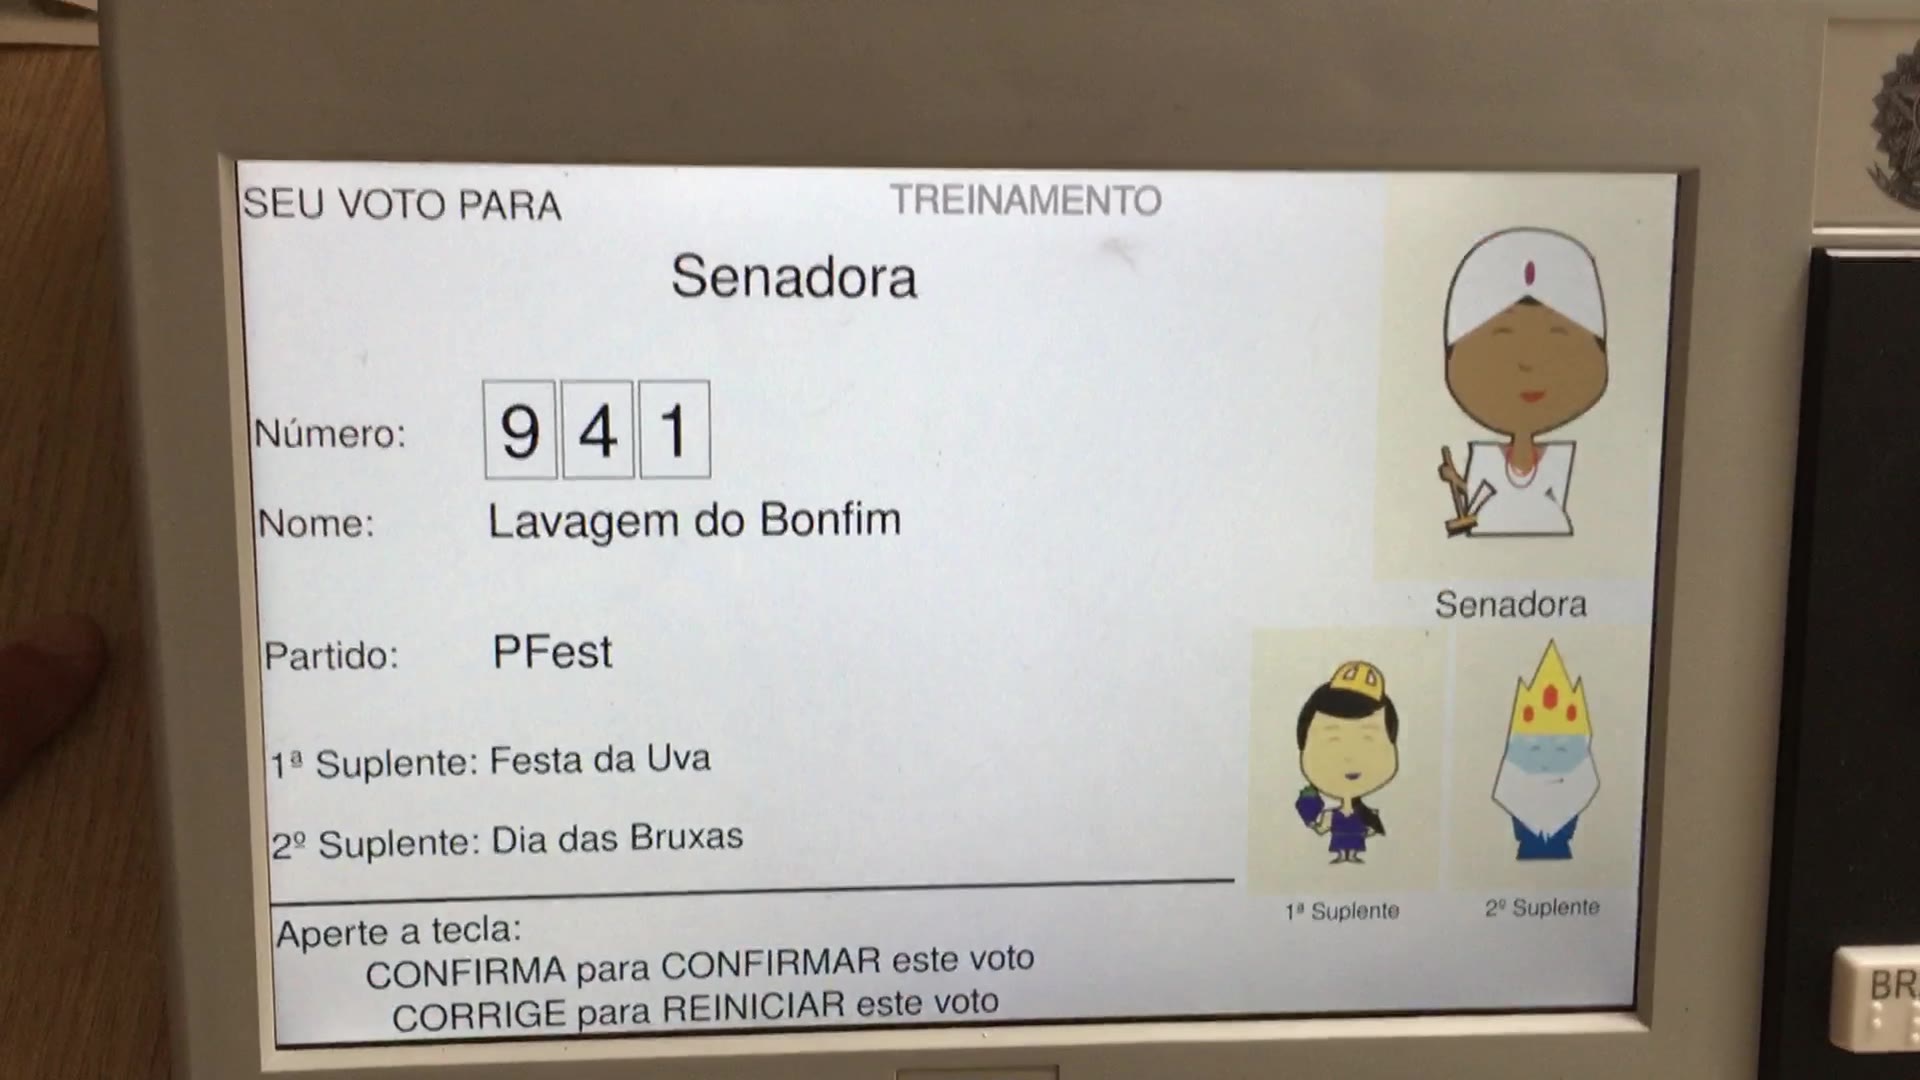 SEU VOTO PARA
TREINAMENTO
Senadora
Número: 9 4 1
Nome: Lavagem do Bonfim
Partido: PFest
1ª Suplente: Festa da Uva
2º Suplente: Dia das Bruxas
Senadora
1ª Suplente
2º Suplente
Aperte a tecla:
CONFIRMA para CONFIRMAR este voto
CORRIGE para REINICIAR este voto
BR